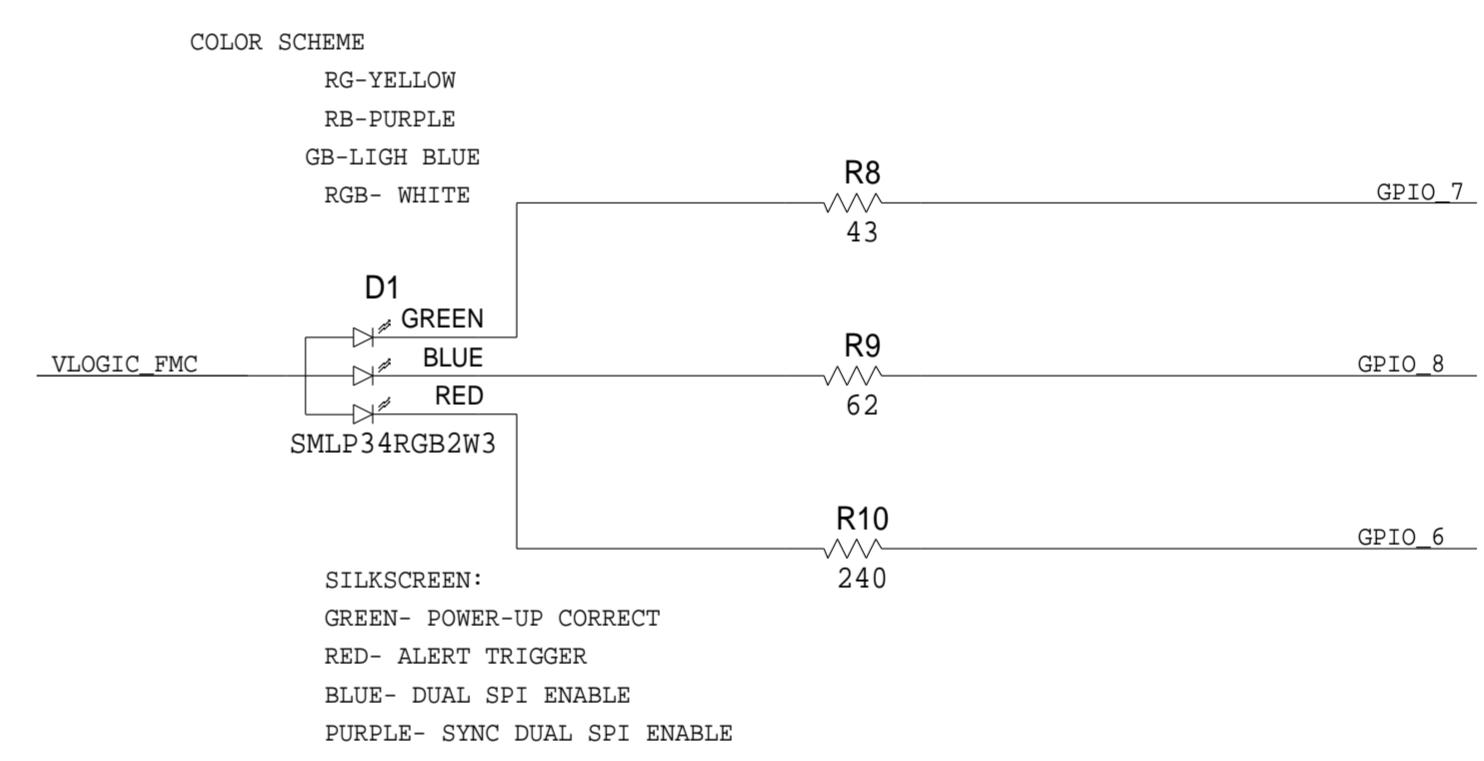 COLOR SCHEME
RG-YELLOW
RB-PURPLE
GB-LIGH BLUE
RGB- WHITE
R8
43
GPIO_7
D1
GREEN
BLUE
RED
VLOGIC_FMC
SMLP34RGB2W3
R9
62
GPIO_8
R10
240
GPIO_6
SILKSCREEN:
GREEN- POWER-UP CORRECT
RED- ALERT TRIGGER
BLUE- DUAL SPI ENABLE
PURPLE- SYNC DUAL SPI ENABLE